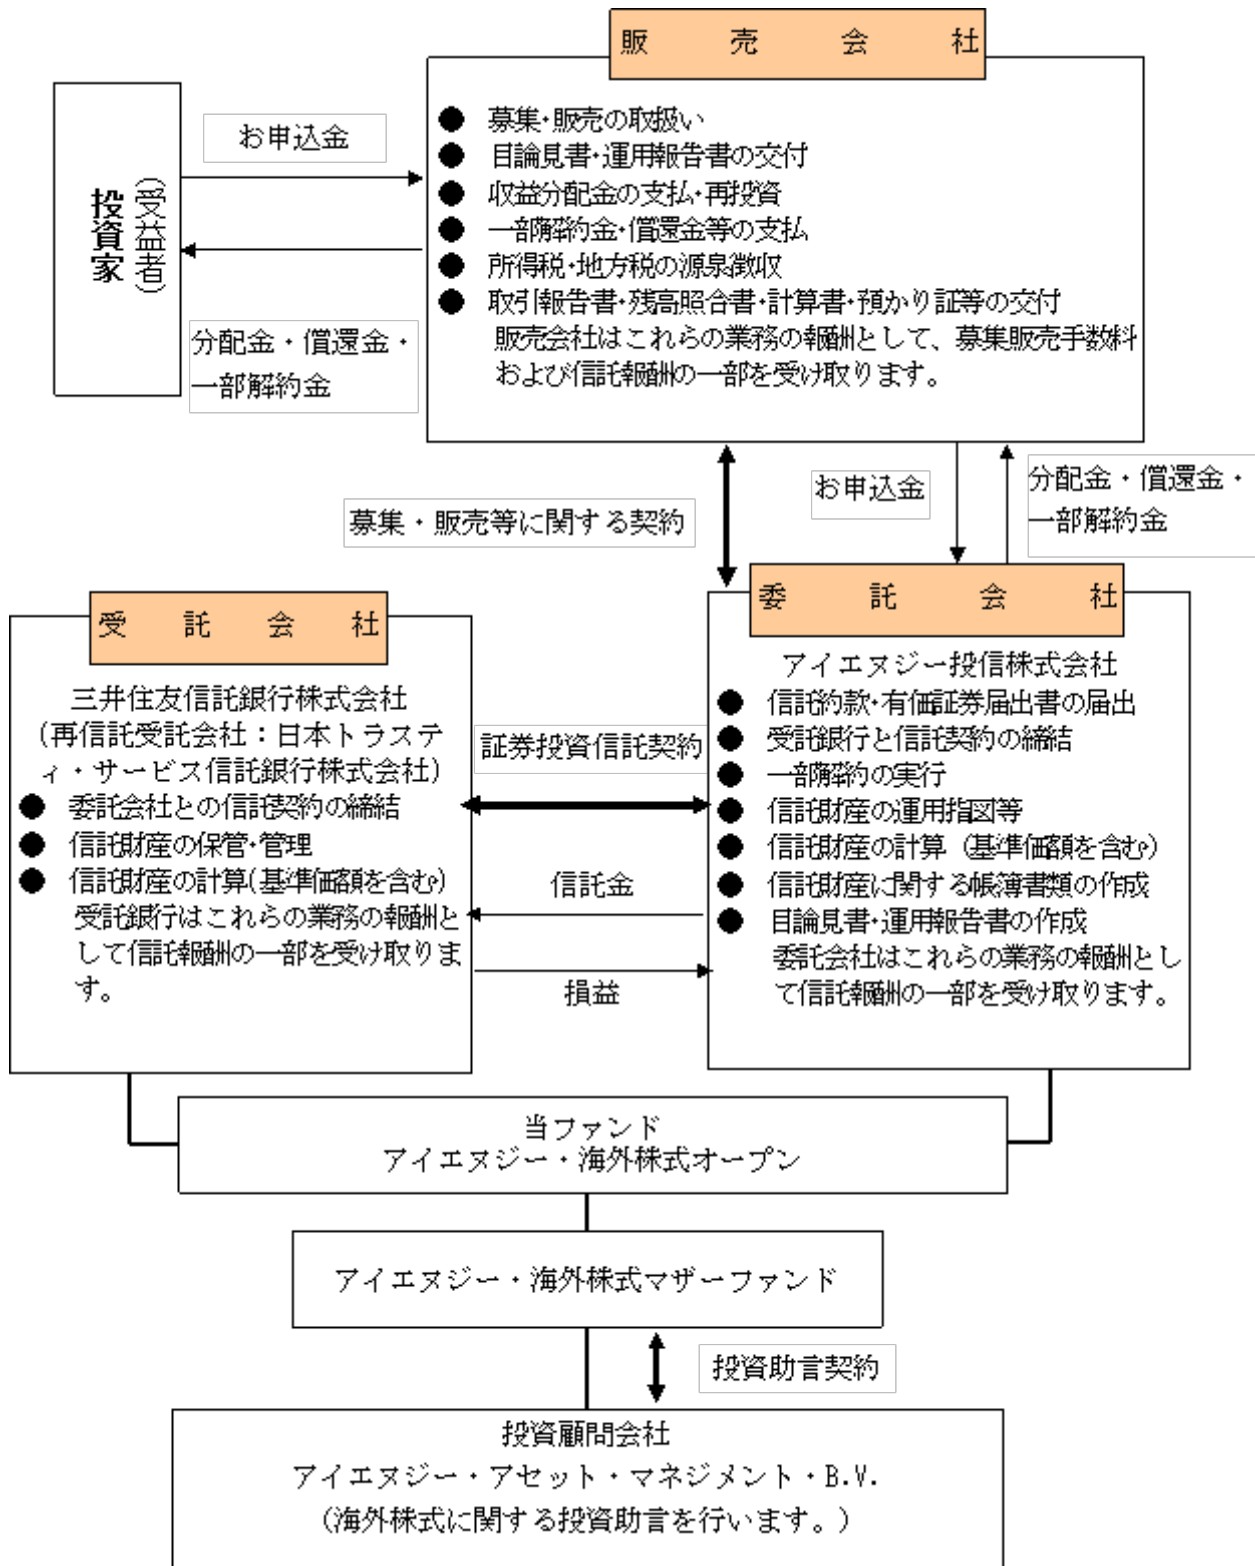 販売会社
投資家
(受益者)
お申込金
分配金・償還金・
一部解約金
● 募集・販売の取扱い
● 目論見書・運用報告書の交付
● 収益分配金の支払・再投資
● 一部解約金・償還金等の支払
● 所得税・地方税の源泉徴収
● 取引報告書・残高照合書・計算書・預かり証等の交付
販売会社はこれらの業務の報酬として、募集販売手数料
および信託報酬の一部を受け取ります。
募集・販売等に関する契約
お申込金
分配金・償還金・
一部解約金
受託会社
三井住友信託銀行株式会社
(再信託受託会社：日本トラステ
ィ・サービス信託銀行株式会社)
● 委託会社との信託契約の締結
● 信託財産の保管・管理
● 信託財産の計算(基準価額を含む)
受託銀行はこれらの業務の報酬と
して信託報酬の一部を受け取りま
す。
証券投資信託契約
信託金
損益
委託会社
アイエヌジー投信株式会社
● 信託約款・有価証券届出書の届出
● 受託銀行と信託契約の締結
● 一部解約の実行
● 信託財産の運用指図等
● 信託財産の計算（基準価額を含む）
● 信託財産に関する帳簿書類の作成
● 目論見書・運用報告書の作成
委託会社はこれらの業務の報酬とし
て信託報酬の一部を受け取ります。
当ファンド
アイエヌジー・海外株式オープン
アイエヌジー・海外株式マザーファンド
投資助言契約
投資顧問会社
アイエヌジー・アセット・マネジメント・B.V.
（海外株式に関する投資助言を行います。）